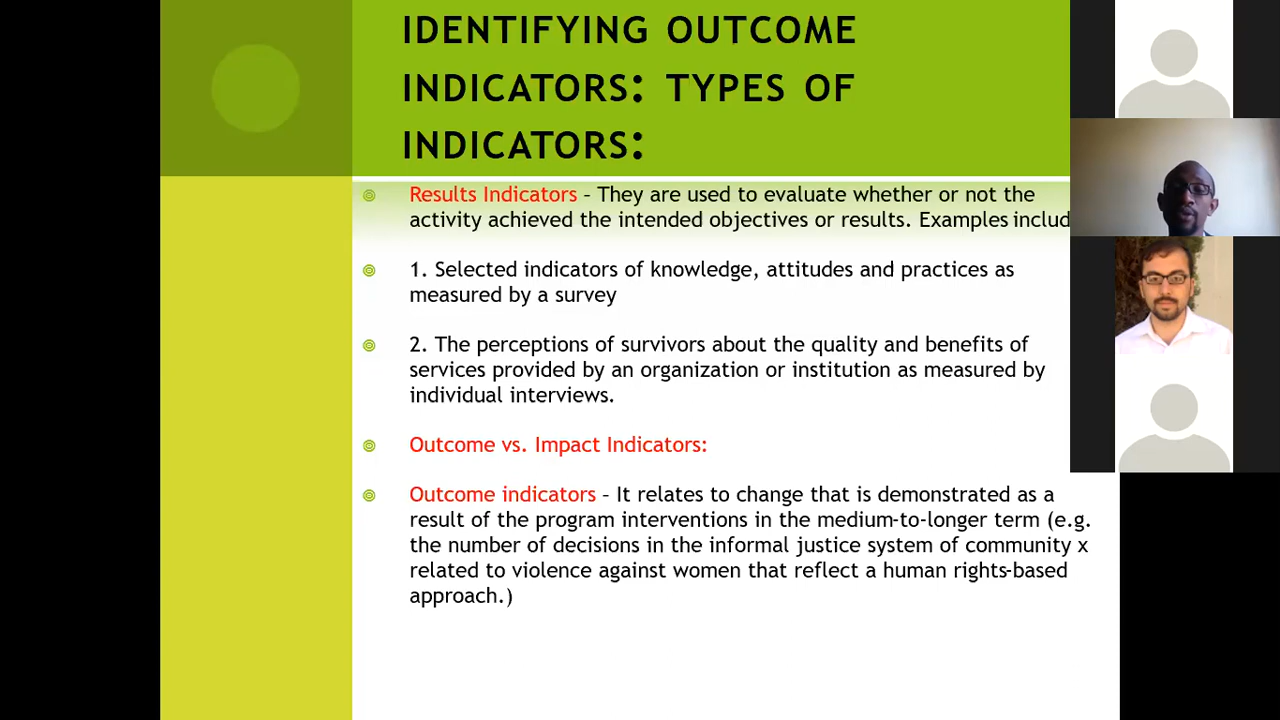 IDENTIFYING OUTCOME
INDICATORS: TYPES OF
INDICATORS:
Results Indicators – They are used to evaluate whether or not the
activity achieved the intended objectives or results. Examples includ
1. Selected indicators of knowledge, attitudes and practices as
measured by a survey
2. The perceptions of survivors about the quality and benefits of
services provided by an organization or institution as measured by
individual interviews.
Outcome vs. Impact Indicators:
Outcome indicators – It relates to change that is demonstrated as a
result of the program interventions in the medium-to-longer term (e.g.
the number of decisions in the informal justice system of community x
related to violence against women that reflect a human rights-based
approach.)